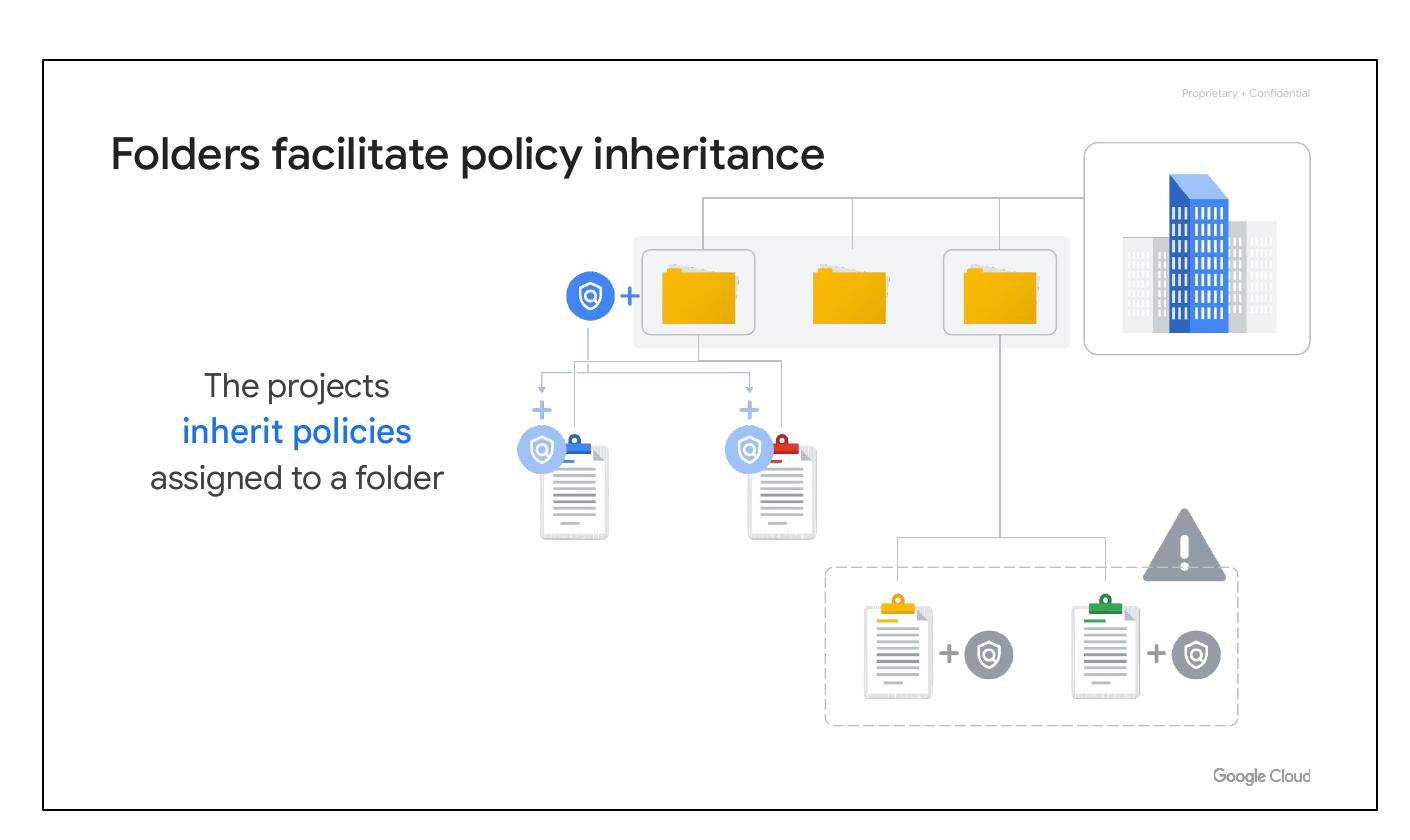 Proprietary + Confidential
Folders facilitate policy inheritance
The projects
inherit policies
assigned to a folder
Google Cloud